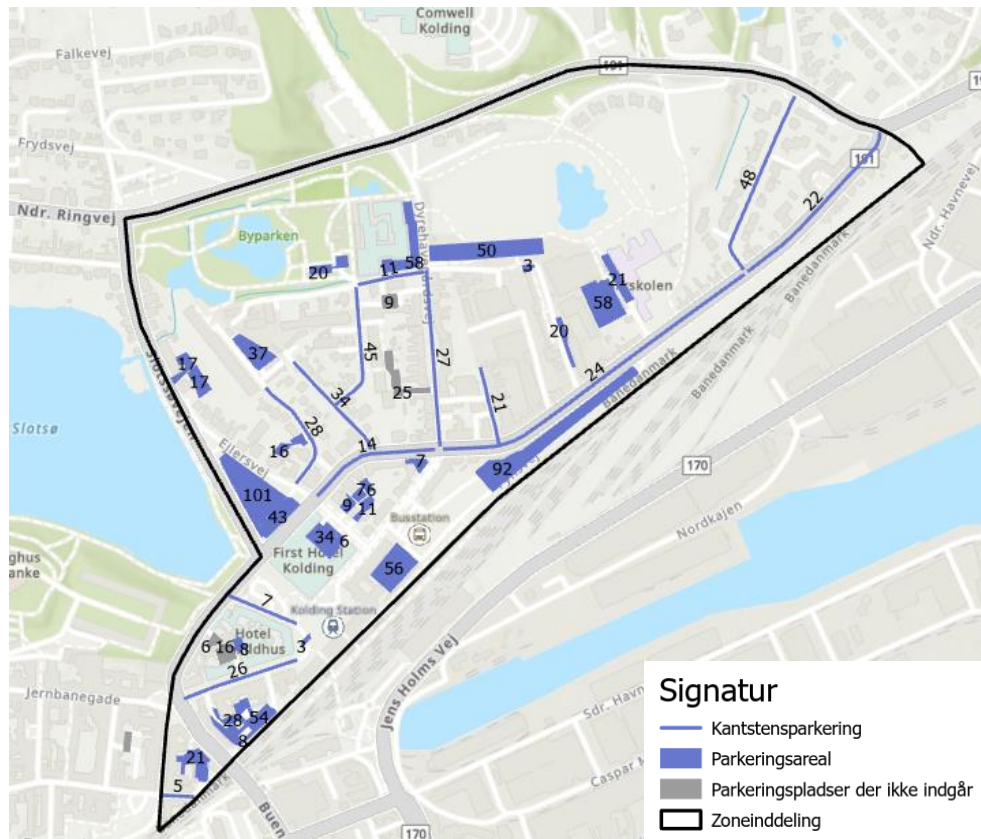 Comwell
Kolding
Falkevej
191
Frydsvej
191
Ndr. Ringvej
Ndr. Havnevej
Byparken
48
22
50
58
11
20
3
21
58
9
20
45
27
37
17
17
34
25
24
21
Banedanmark
Banedanmark
Banedanmark
Slotssøvejen
Slotsø
28
16
14
Ejlersvej
7
92
170
101
43
76
9
11
Busstation
Nordkajen
34
6
First Hotel
Kolding
56
7
Kolding Station
6
16
8
Hotel
3
26
Jernbanegade
28
54
8
21
5
Jens Holms Vej
170
Signatur
Kantstensparkering
Parkeringsareal
Parkeringspladser der ikke indgår
Zoneinddeling